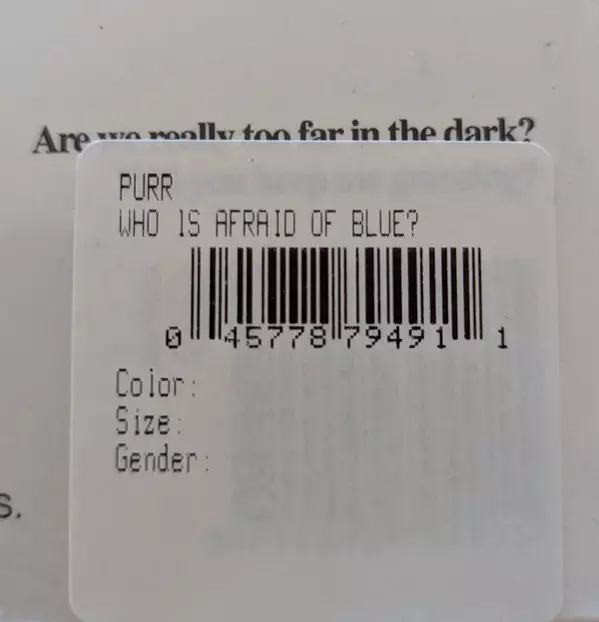 Are we really too far in the dark?
PURR
WHO IS AFRAID OF BLUE?
0 45778 79491 1
Color:
Size:
Gender:
s.